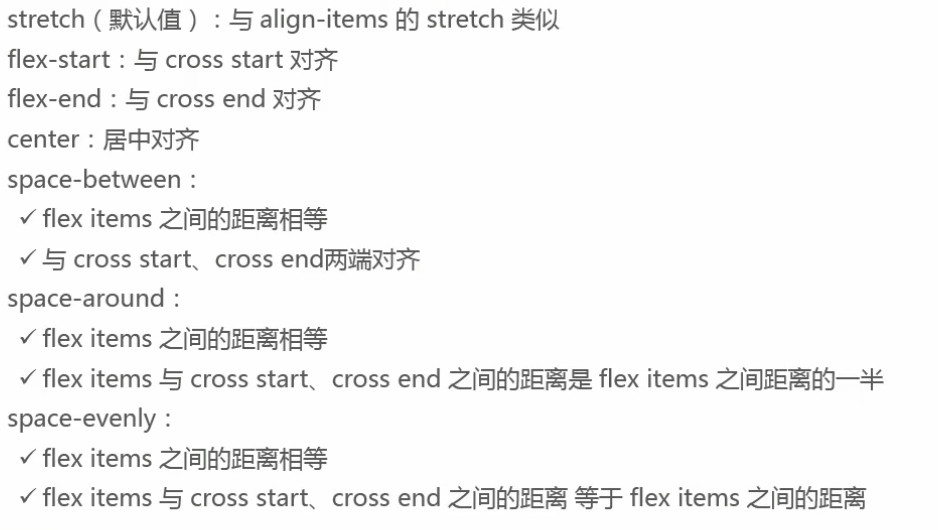 stretch（默认值）：与 align-items 的 stretch 类似
flex-start：与 cross start 对齐
flex-end：与 cross end 对齐
center：居中对齐
space-between：
✓ flex items 之间的距离相等
✓ 与 cross start、cross end两端对齐
space-around：
✓ flex items 之间的距离相等
✓ flex items 与 cross start、cross end 之间的距离是 flex items 之间距离的一半
space-evenly：
✓ flex items 之间的距离相等
✓ flex items 与 cross start、cross end 之间的距离 等于 flex items 之间的距离